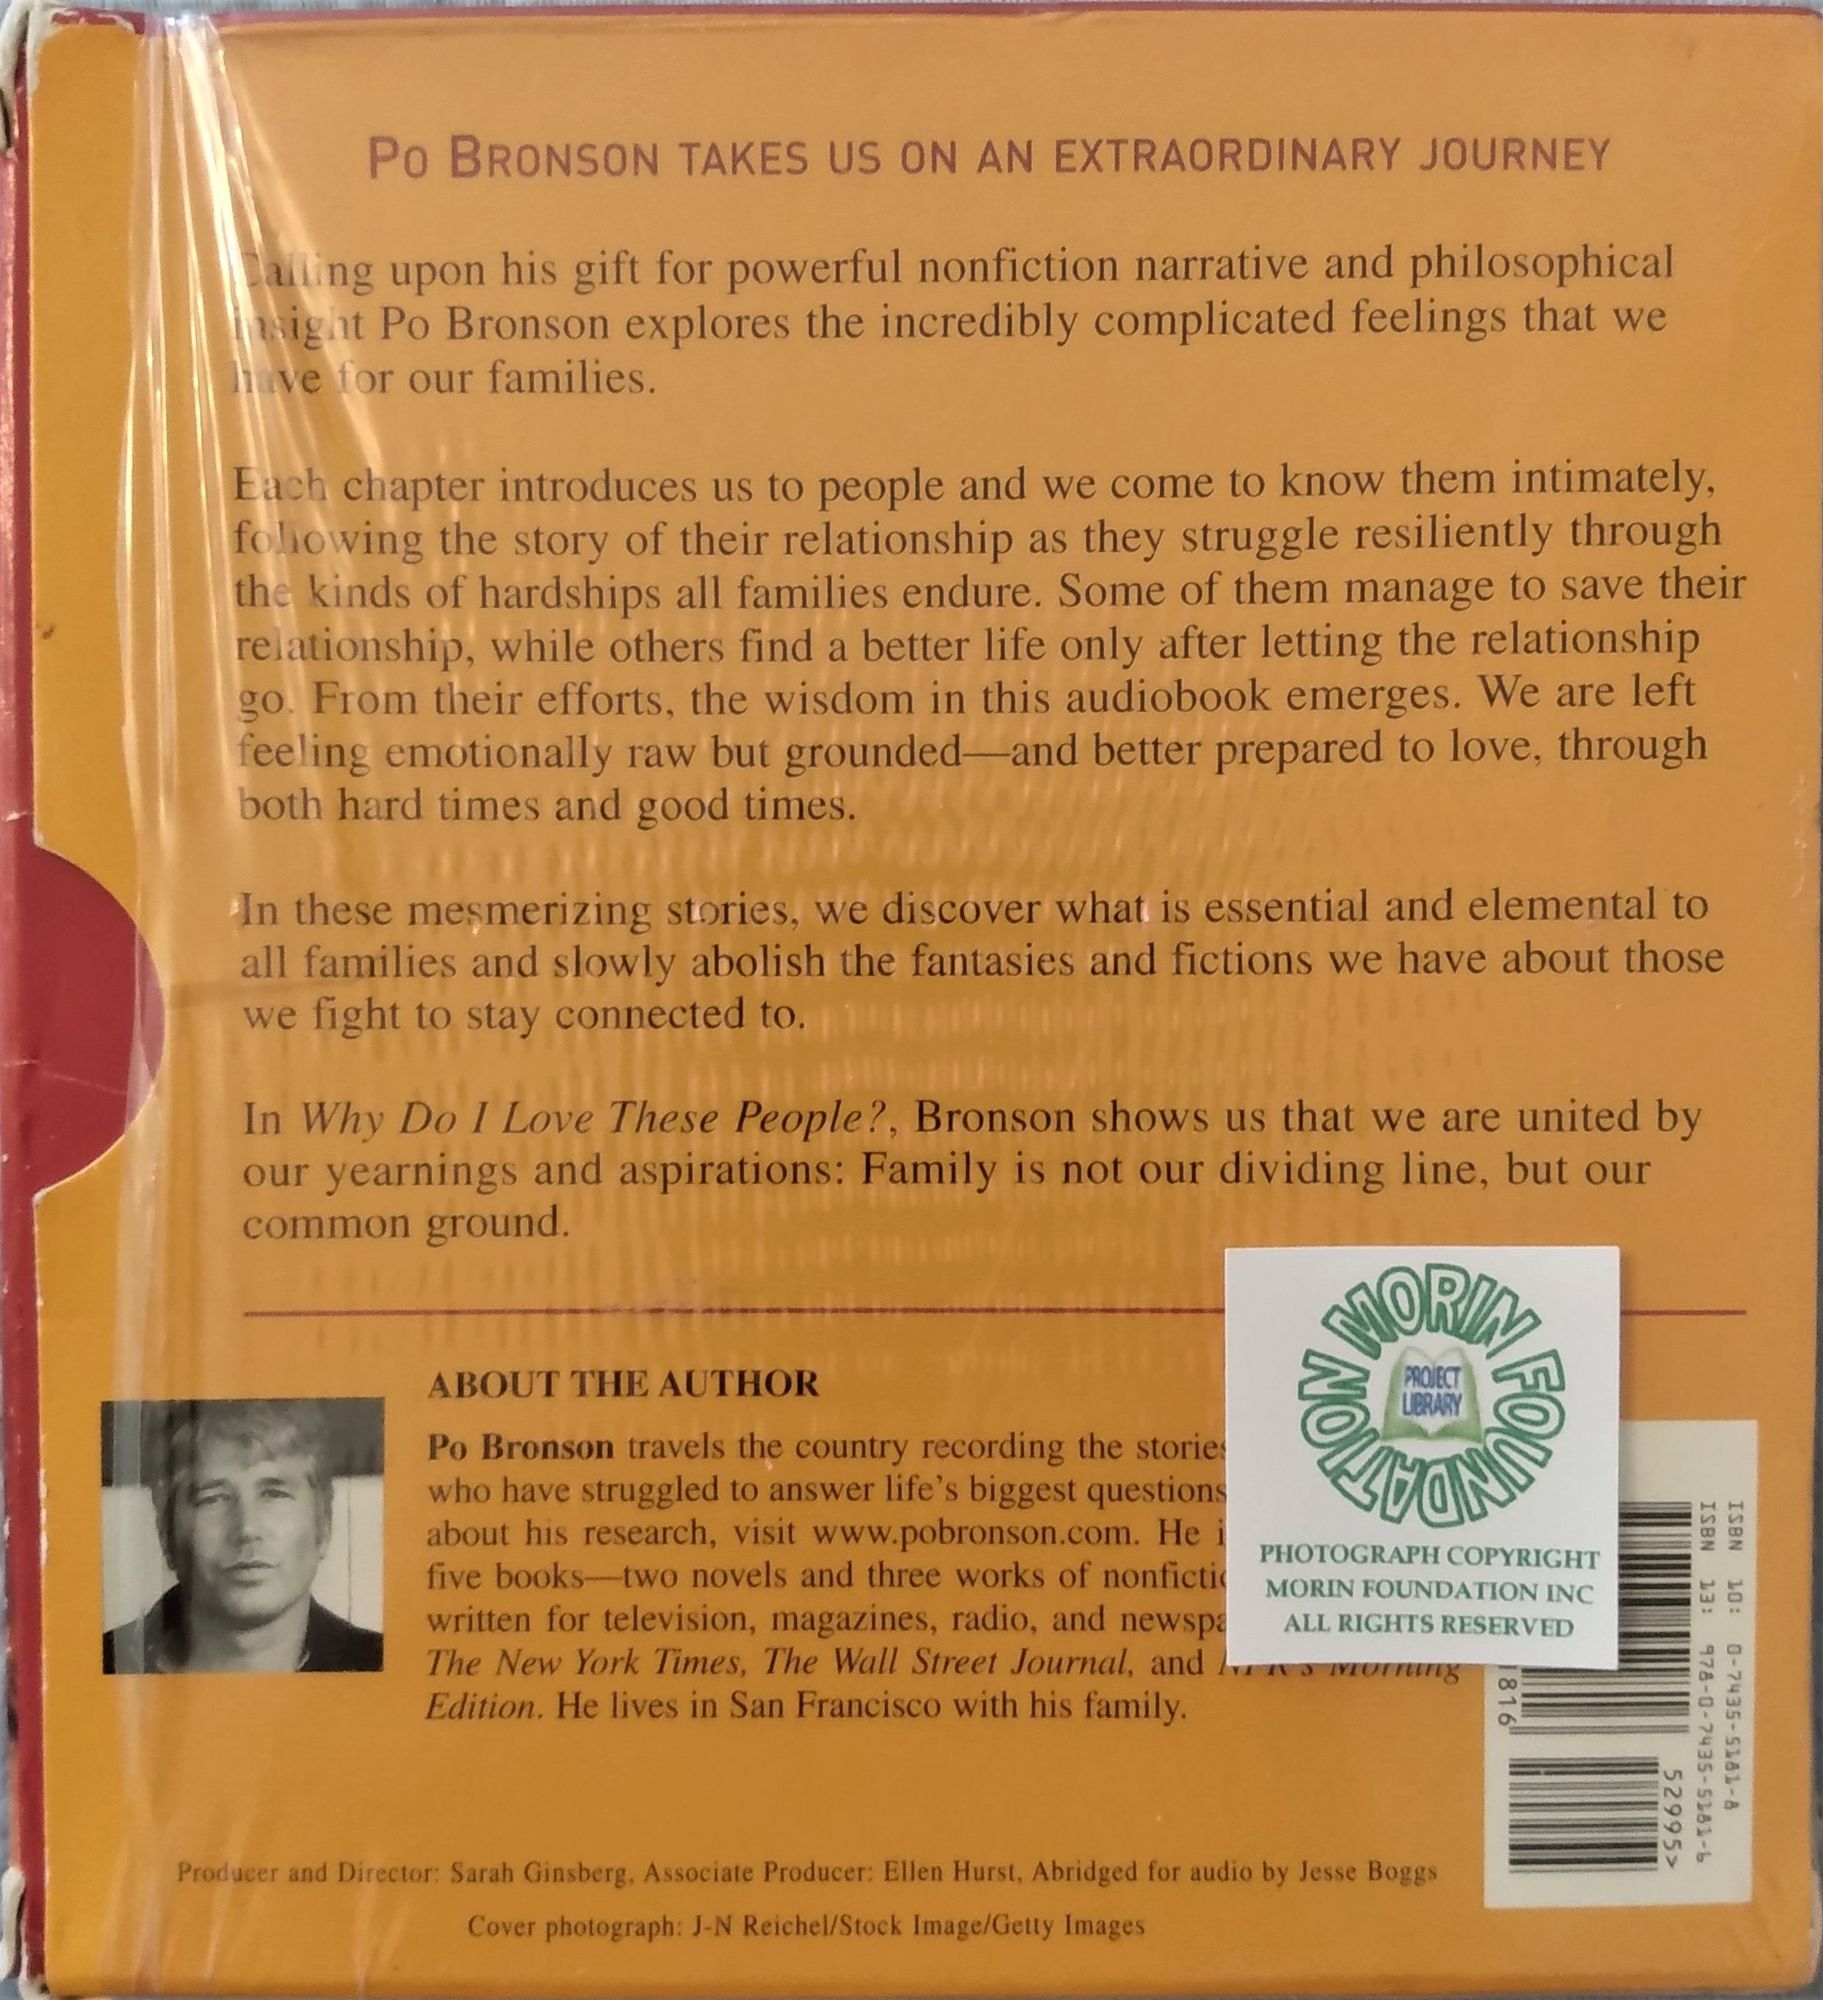 PO BRONSON TAKES US ON AN EXTRAORDINARY JOURNEY
Calling upon his gift for powerful nonfiction narrative and philosophical
insight Po Bronson explores the incredibly complicated feelings that we
have for our families.
Each chapter introduces us to people and we come to know them intimately,
following the story of their relationship as they struggle resiliently through
the kinds of hardships all families endure. Some of them manage to save their
relationship, while others find a better life only after letting the relationship
go. From their efforts, the wisdom in this audiobook emerges. We are left
feeling emotionally raw but grounded—and better prepared to love, through
both hard times and good times.
In these mesmerizing stories, we discover what is essential and elemental to
all families and slowly abolish the fantasies and fictions we have about those
we fight to stay connected to.
In Why Do I Love These People?, Bronson shows us that we are united by
our yearnings and aspirations: Family is not our dividing line, but our
common ground.
ABOUT THE AUTHOR
Po Bronson travels the country recording the stories
who have struggled to answer life's biggest questions
about his research, visit www.pobronson.com. He
five books—two novels and three works of
written for television, magazines, radio, and
The New York Times, The Wall Street Journal, and NPR's Morning
Edition. He lives in San Francisco with his family.
MORIN FOUNDATION
PROJECT
LIBRARY
PHOTOGRAPH COPYRIGHT
MORIN FOUNDATION INC
ALL RIGHTS RESERVED
ISBN 10: 0-7435-5181-8
ISBN 13: 978-0-7435-5181-6
1816
52995>
Producer and Director: Sarah Ginsberg, Associate Producer: Ellen Hurst, Abridged for audio by Jesse Boggs
Cover photograph: J-N Reichel/Stock Image/Getty Images